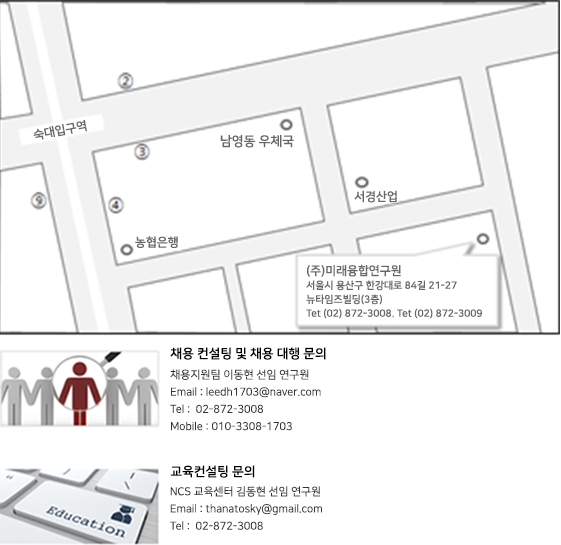 ②
숙대입구역
③
남영동 우체국
⑨
④
서경산업
농협은행
(주)미래융합연구원
서울시 용산구 한강대로 84길 21-27
뉴타임즈빌딩(3층)
Tet (02) 872-3008. Tet (02) 872-3009
채용 컨설팅 및 채용 대행 문의
채용지원팀 이동현 선임 연구원
Email : leedh1703@naver.com
Tel :  02-872-3008
Mobile : 010-3308-1703
교육컨설팅 문의
NCS 교육센터 김동현 선임 연구원
Email : thanatosky@gmail.com
Tel :  02-872-3008
Education